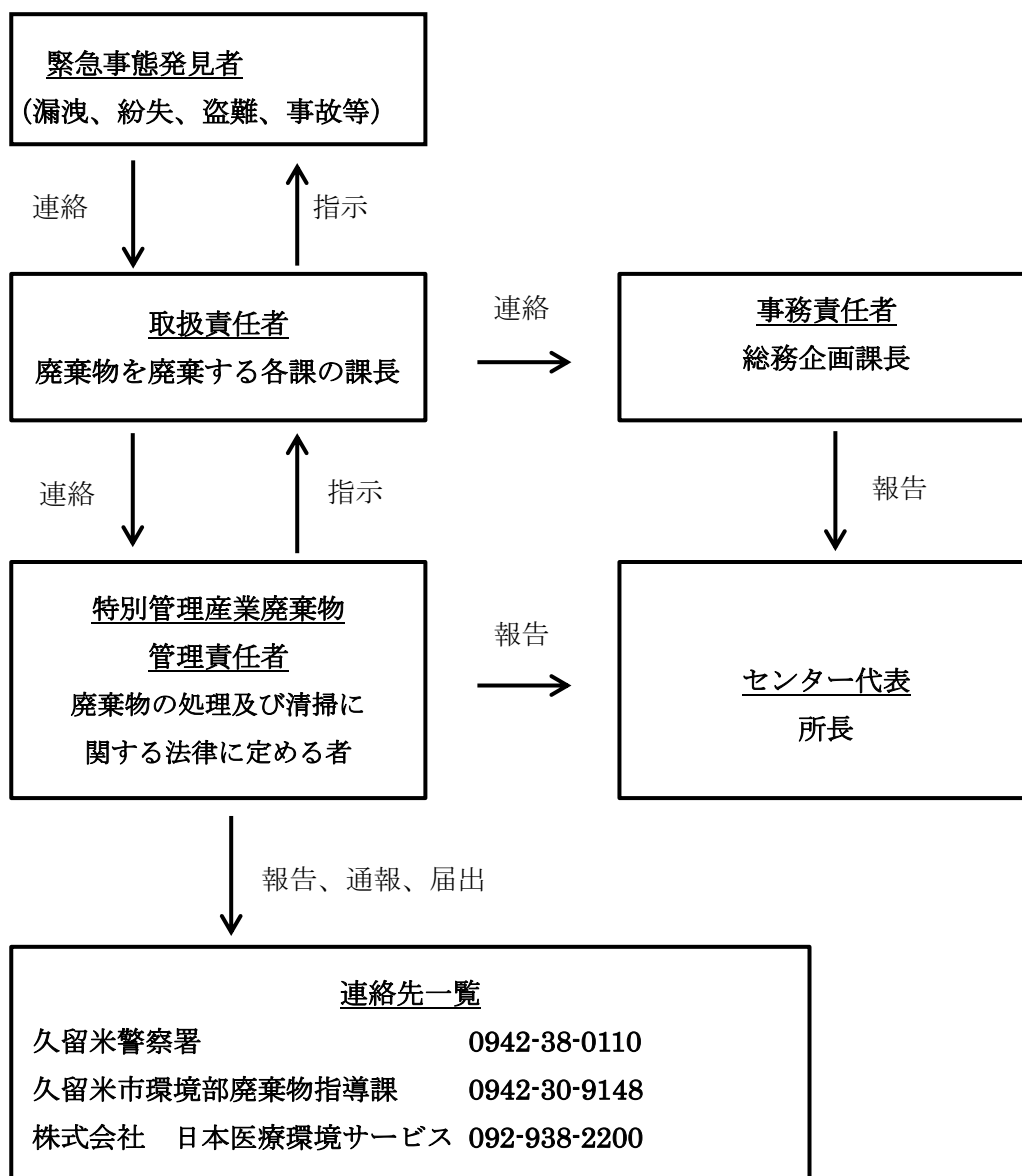 緊急事態発見者
（漏洩、紛失、盗難、事故等）
連絡
指示
取扱責任者
廃棄物を廃棄する各課の課長
連絡
事務責任者
総務企画課長
連絡
指示
報告
特別管理産業廃棄物
管理責任者
廃棄物の処理及び清掃に
関する法律に定める者
報告
センター代表
所長
報告、通報、届出
連絡先一覧
久留米警察署 0942-38-0110
久留米市環境部廃棄物指導課 0942-30-9148
株式会社　日本医療環境サービス 092-938-2200